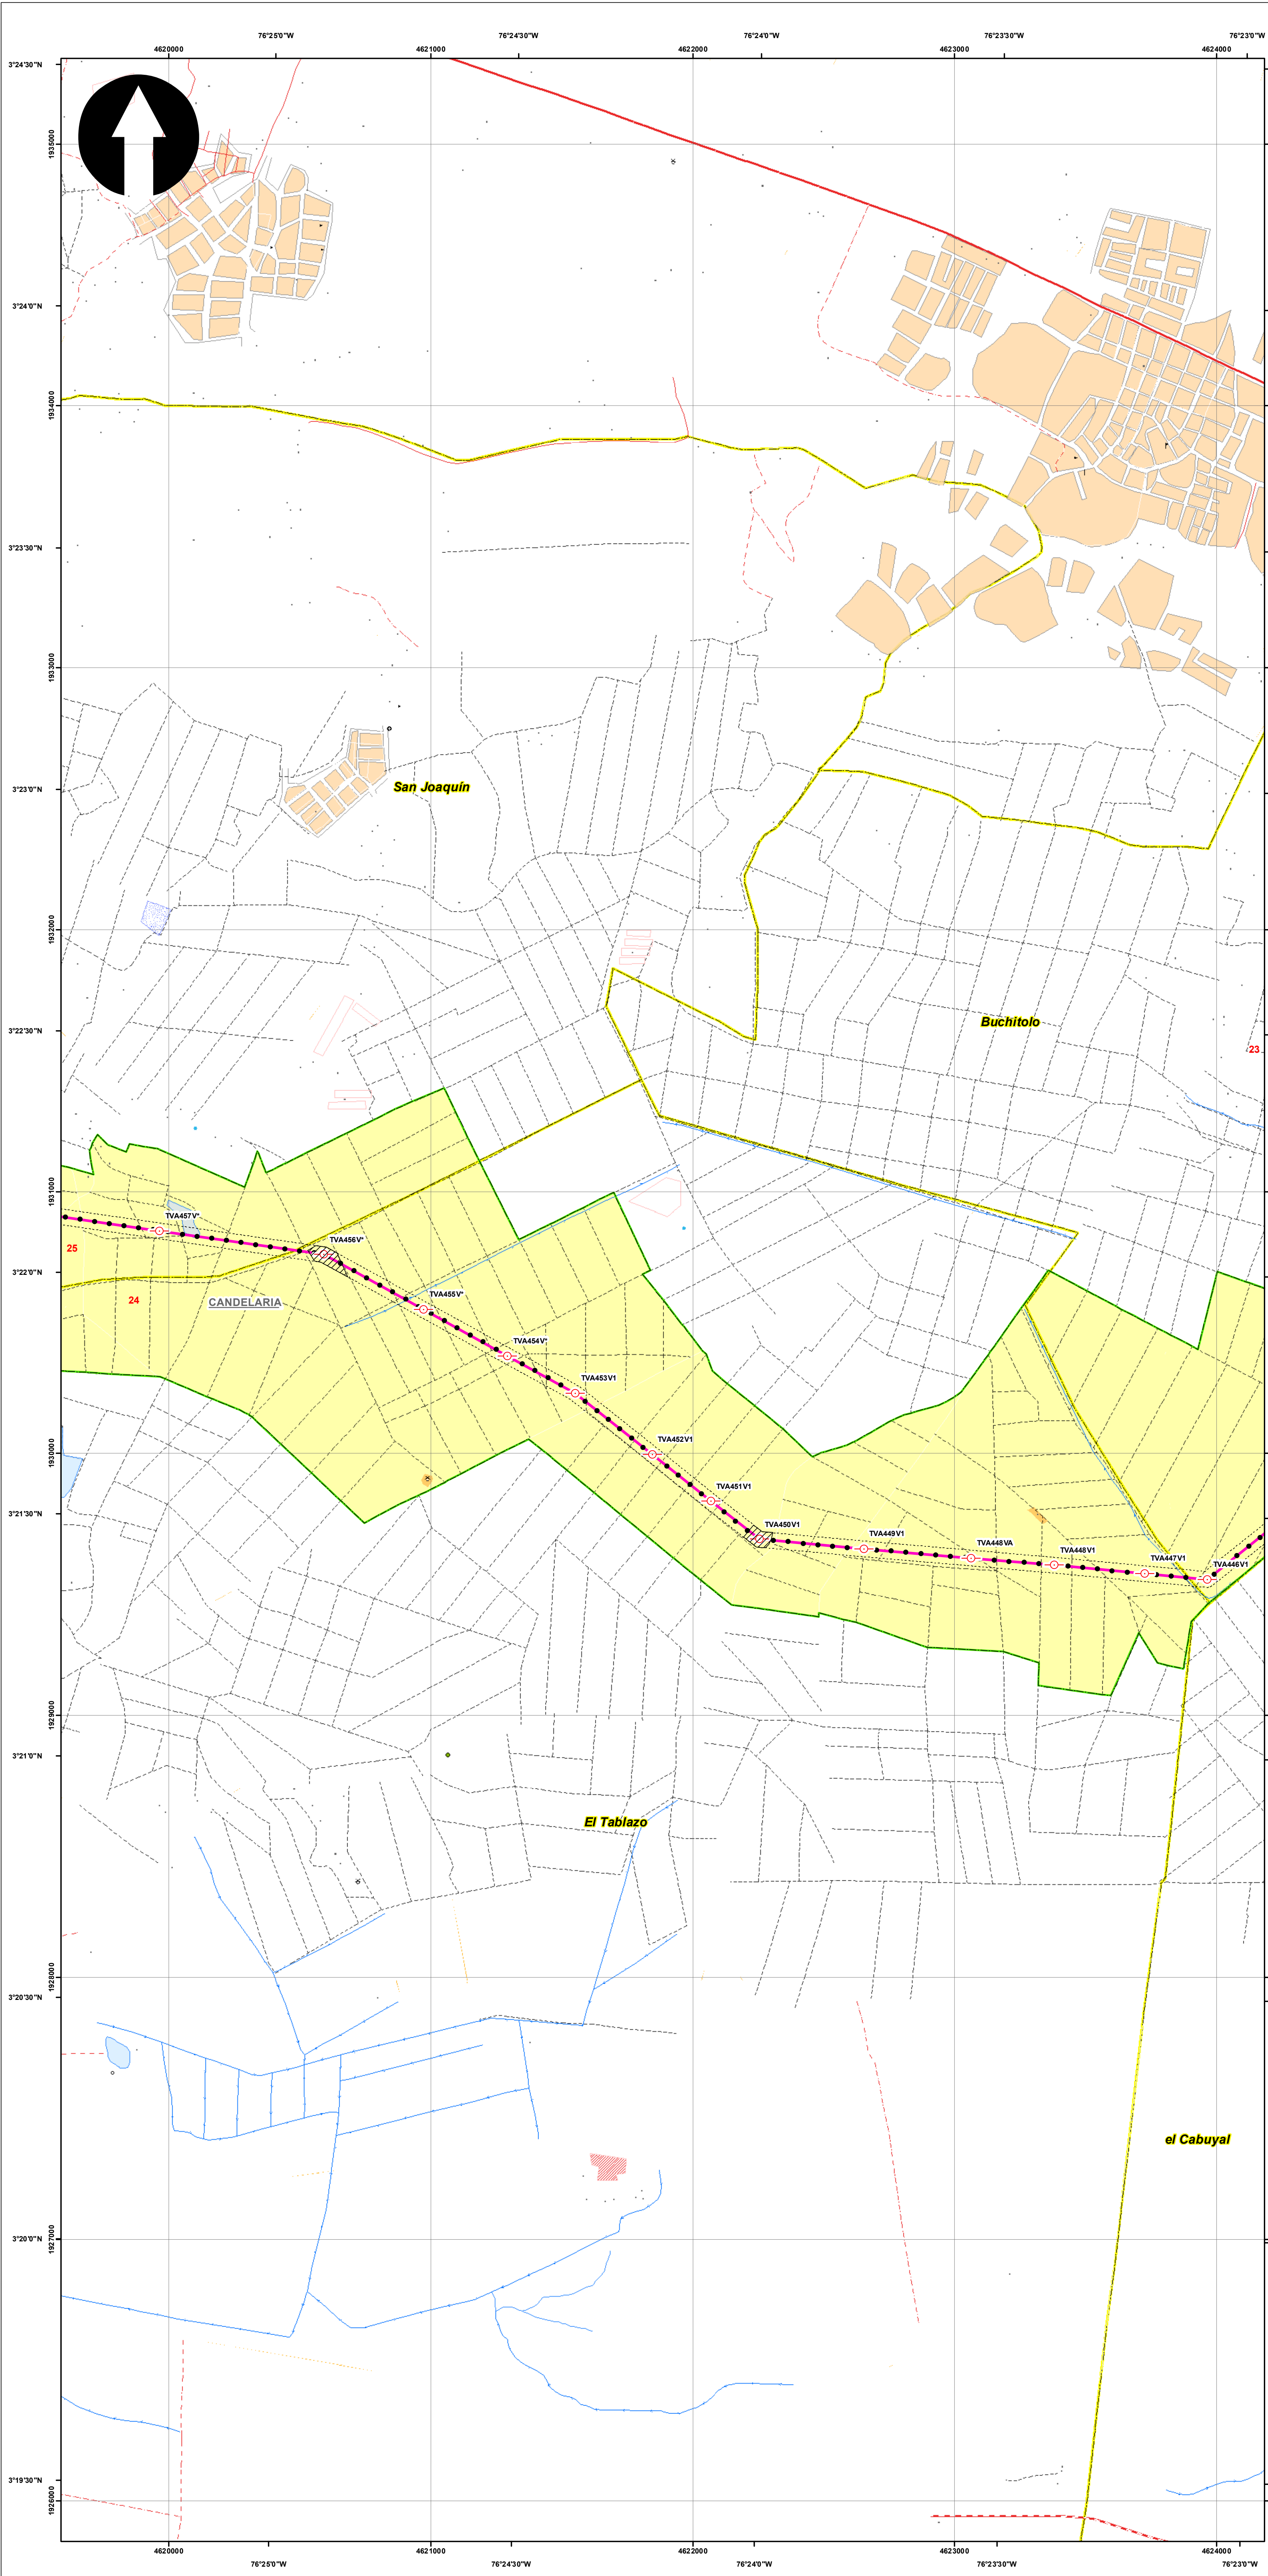 76°25'0"W 76°24'30"W 76°24'0"W 76°23'30"W 76°23'0"W
4620000 4621000 4622000 4623000 4624000
3°24'30"N
1935000
3°24'0"N
1934000
3°23'30"N
1933000
San Joaquín
3°23'0"N
1932000
Buchitolo
3°22'30"N
23
1931000
TVA457V*
TVA456V*
25
3°22'0"N
24
CANDELARIA
TVA455V*
TVA454V*
TVA453V1
TVA452V1
1930000
TVA451V1
3°21'30"N
TVA450V1
TVA449V1
TVA448VA
TVA448V1
TVA447V1
TVA446V1
1929000
3°21'0"N
El Tablazo
1928000
3°20'30"N
el Cabuyal
3°20'0"N
1927000
3°19'30"N
1926000
4620000 4621000 4622000 4623000 4624000
76°25'0"W 76°24'30"W 76°24'0"W 76°23'30"W 76°23'0"W